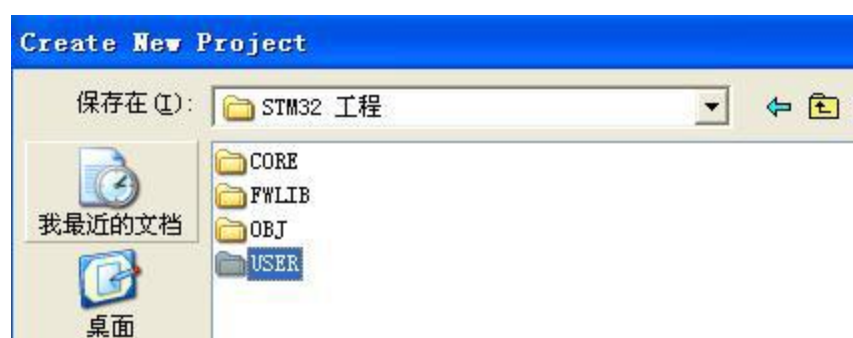 Create New Project
保存在(I):
STM32 工程
CORE
FWLIB
我最近的文档
OBJ
USER
桌面